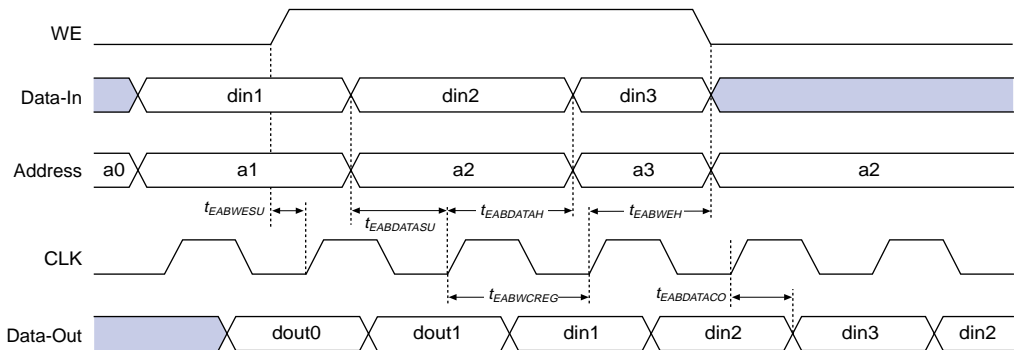 WE
Data-In din1 din2 din3
Address a0 a1 a2 a3 a2
tEABWESU tEABDATASU tEABDATAH tEABWEH
CLK
tEABWCREG tEABDATACO
Data-Out dout0 dout1 din1 din2 din3 din2